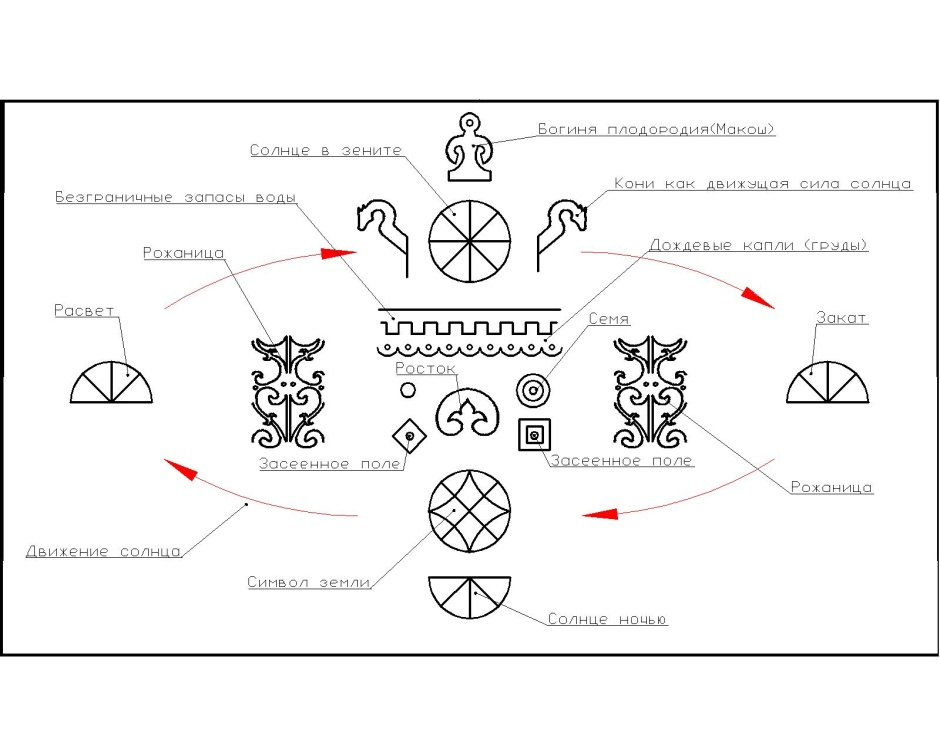 Богиня плодородия(Макош)
Солнце в зените
Кони как движущая сила солнца
Безграничные запасы воды
Дождевые капли (груды)
Рожаница
Расвет
Семя
Закат
Росток
Засеенное поле
Засеенное поле
Рожаница
Движение солнца
Символ земли
Солнце ночью